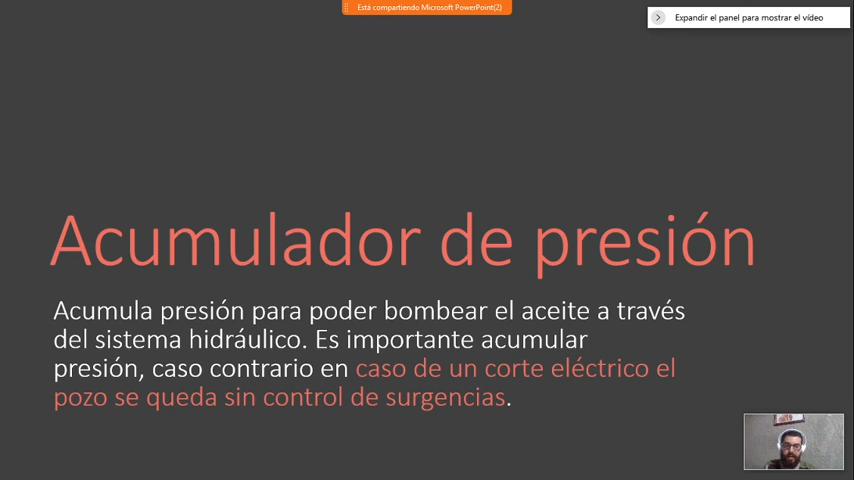 Está compartiendo Microsoft PowerPoint(2)
Expandir el panel para mostrar el vídeo
Acumulador de presión
Acumula presión para poder bombear el aceite a través
del sistema hidráulico. Es importante acumular
presión, caso contrario en caso de un corte eléctrico el
pozo se queda sin control de surgencias.